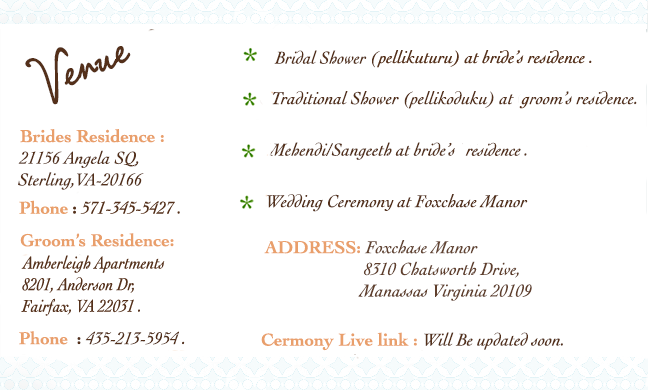 Venue
Brides Residence :
21156 Angela SQ,
Sterling,VA-20166
Phone : 571-345-5427 .
Groom's Residence:
Amberleigh Apartments
8201, Anderson Dr,
Fairfax, VA 22031 .
Phone : 435-213-5954 .
* Bridal Shower (pellikuturu) at bride's residence .
* Traditional Shower (pellikoduku) at groom's residence.
* Mehendi/Sangeeth at bride's residence .
* Wedding Ceremony at Foxchase Manor
ADDRESS: Foxchase Manor
8310 Chatsworth Drive,
Manassas Virginia 20109
Cermony Live link : Will Be updated soon.